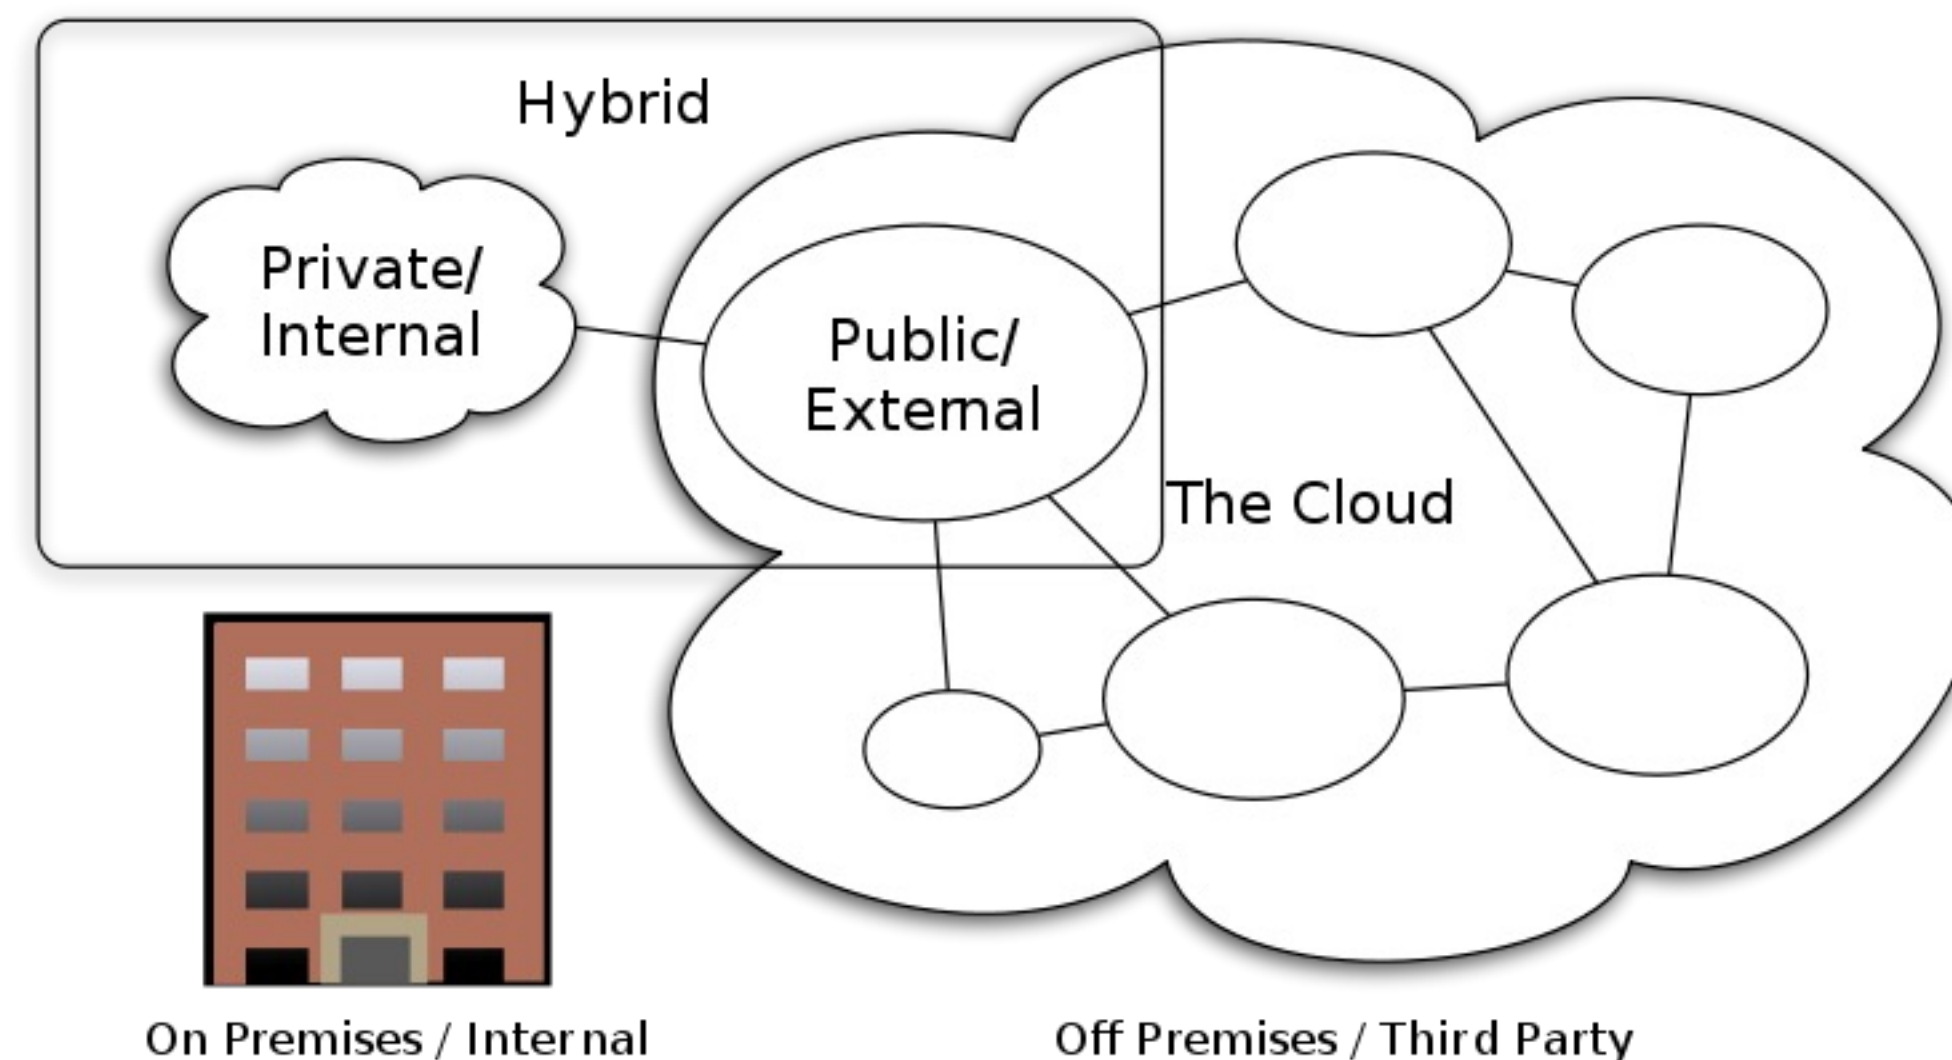 Hybrid
Private/
Internal
Public/
External
The Cloud
On Premises / Internal
Off Premises / Third Party